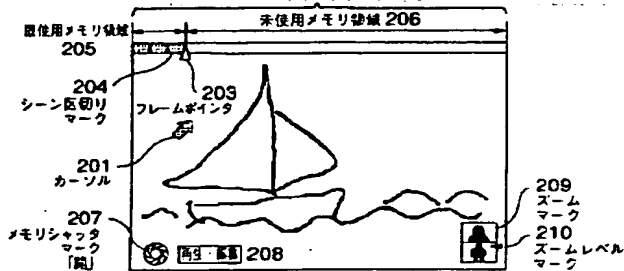 未使用メモリ領域 206
既使用メモリ領域
205
204
シーン区切り
マーク
203
フレームポインタ
201
カーソル
207
メモリシャッタ
マーク
208
209
ズーム
マーク
210
ズームレベル
マーク